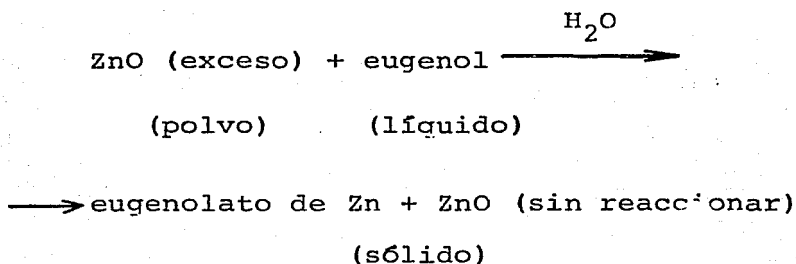 H2O
ZnO (exceso) + eugenol ⟶
(polvo) (líquido)
⟶ eugenolato de Zn + ZnO (sin reaccionar)
(sólido)